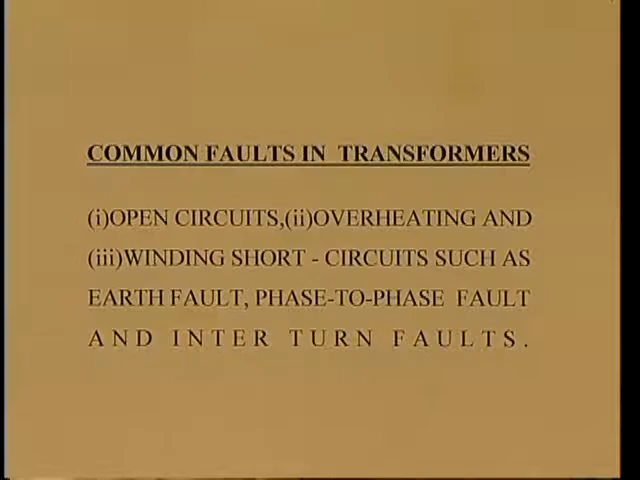 COMMON FAULTS IN TRANSFORMERS
(i)OPEN CIRCUITS,(ii)OVERHEATING AND
(iii)WINDING SHORT - CIRCUITS SUCH AS
EARTH FAULT, PHASE-TO-PHASE FAULT
AND INTER TURN FAULTS.